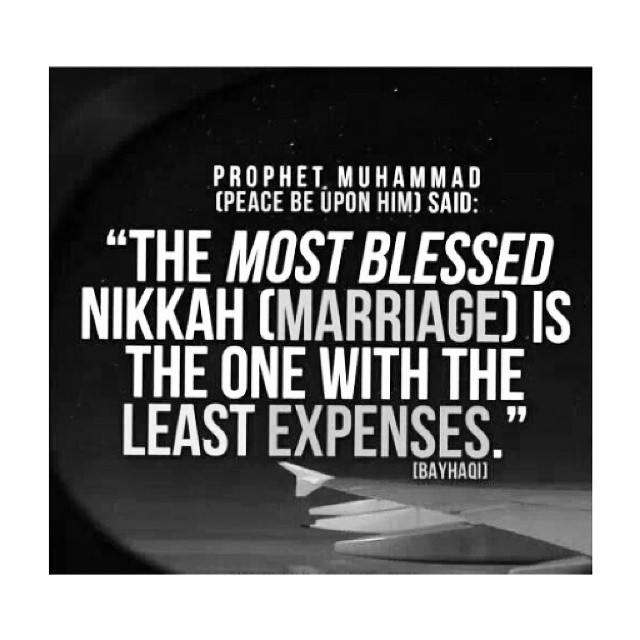 PROPHET MUHAMMAD
(PEACE BE UPON HIM) SAID:
“THE MOST BLESSED
NIKKAH (MARRIAGE) IS
THE ONE WITH THE
LEAST EXPENSES.”
[BAYHAQI]